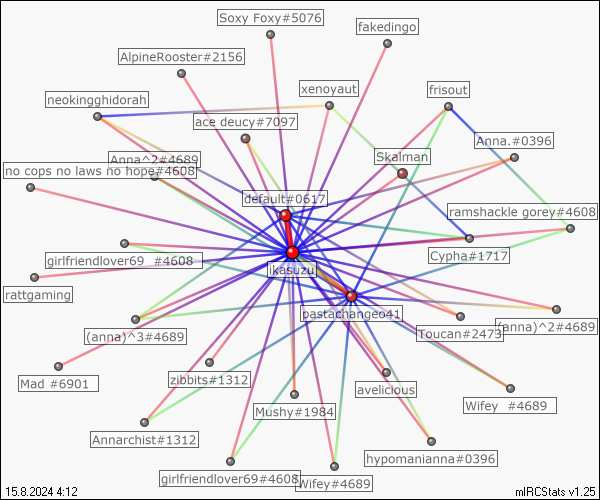 Soxy Foxy#5076
fakedingo
AlpineRooster#2156
xenoyaut
frisout
neokingghidorah
ace deucy#7097
Anna.#0396
Skalman
Anna^2#4689
no cops no laws no hope#4608
default#0617
ramshackle gorey#4608
girlfriendlover69  #4608
Cypha#1717
ikasuzu
rattgaming
pastachange041
(anna)^3#4689
Toucan#2473
(anna)^2#4689
Mad #6901
zibbits#1312
avelicious
Mushy#1984
Wifey  #4689
Annarchist#1312
hypomanianna#0396
girlfriendlover69#4608
Wifey#4689
15.8.2024 4:12
mIRCStats v1.25